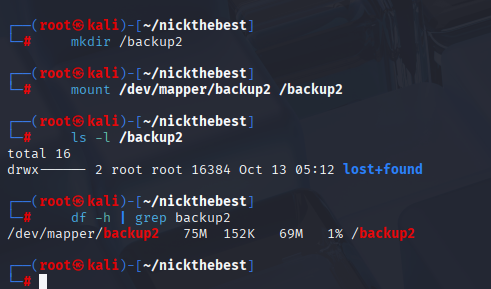 ┌──(root㉿kali)-[~/nickthebest]
└─# mkdir /backup2
┌──(root㉿kali)-[~/nickthebest]
└─# mount /dev/mapper/backup2 /backup2
┌──(root㉿kali)-[~/nickthebest]
└─# ls -l /backup2
total 16
drwx------ 2 root root 16384 Oct 13 05:12 lost+found
┌──(root㉿kali)-[~/nickthebest]
└─# df -h | grep backup2
/dev/mapper/backup2 75M 152K 69M 1% /backup2
┌──(root㉿kali)-[~/nickthebest]
└─#